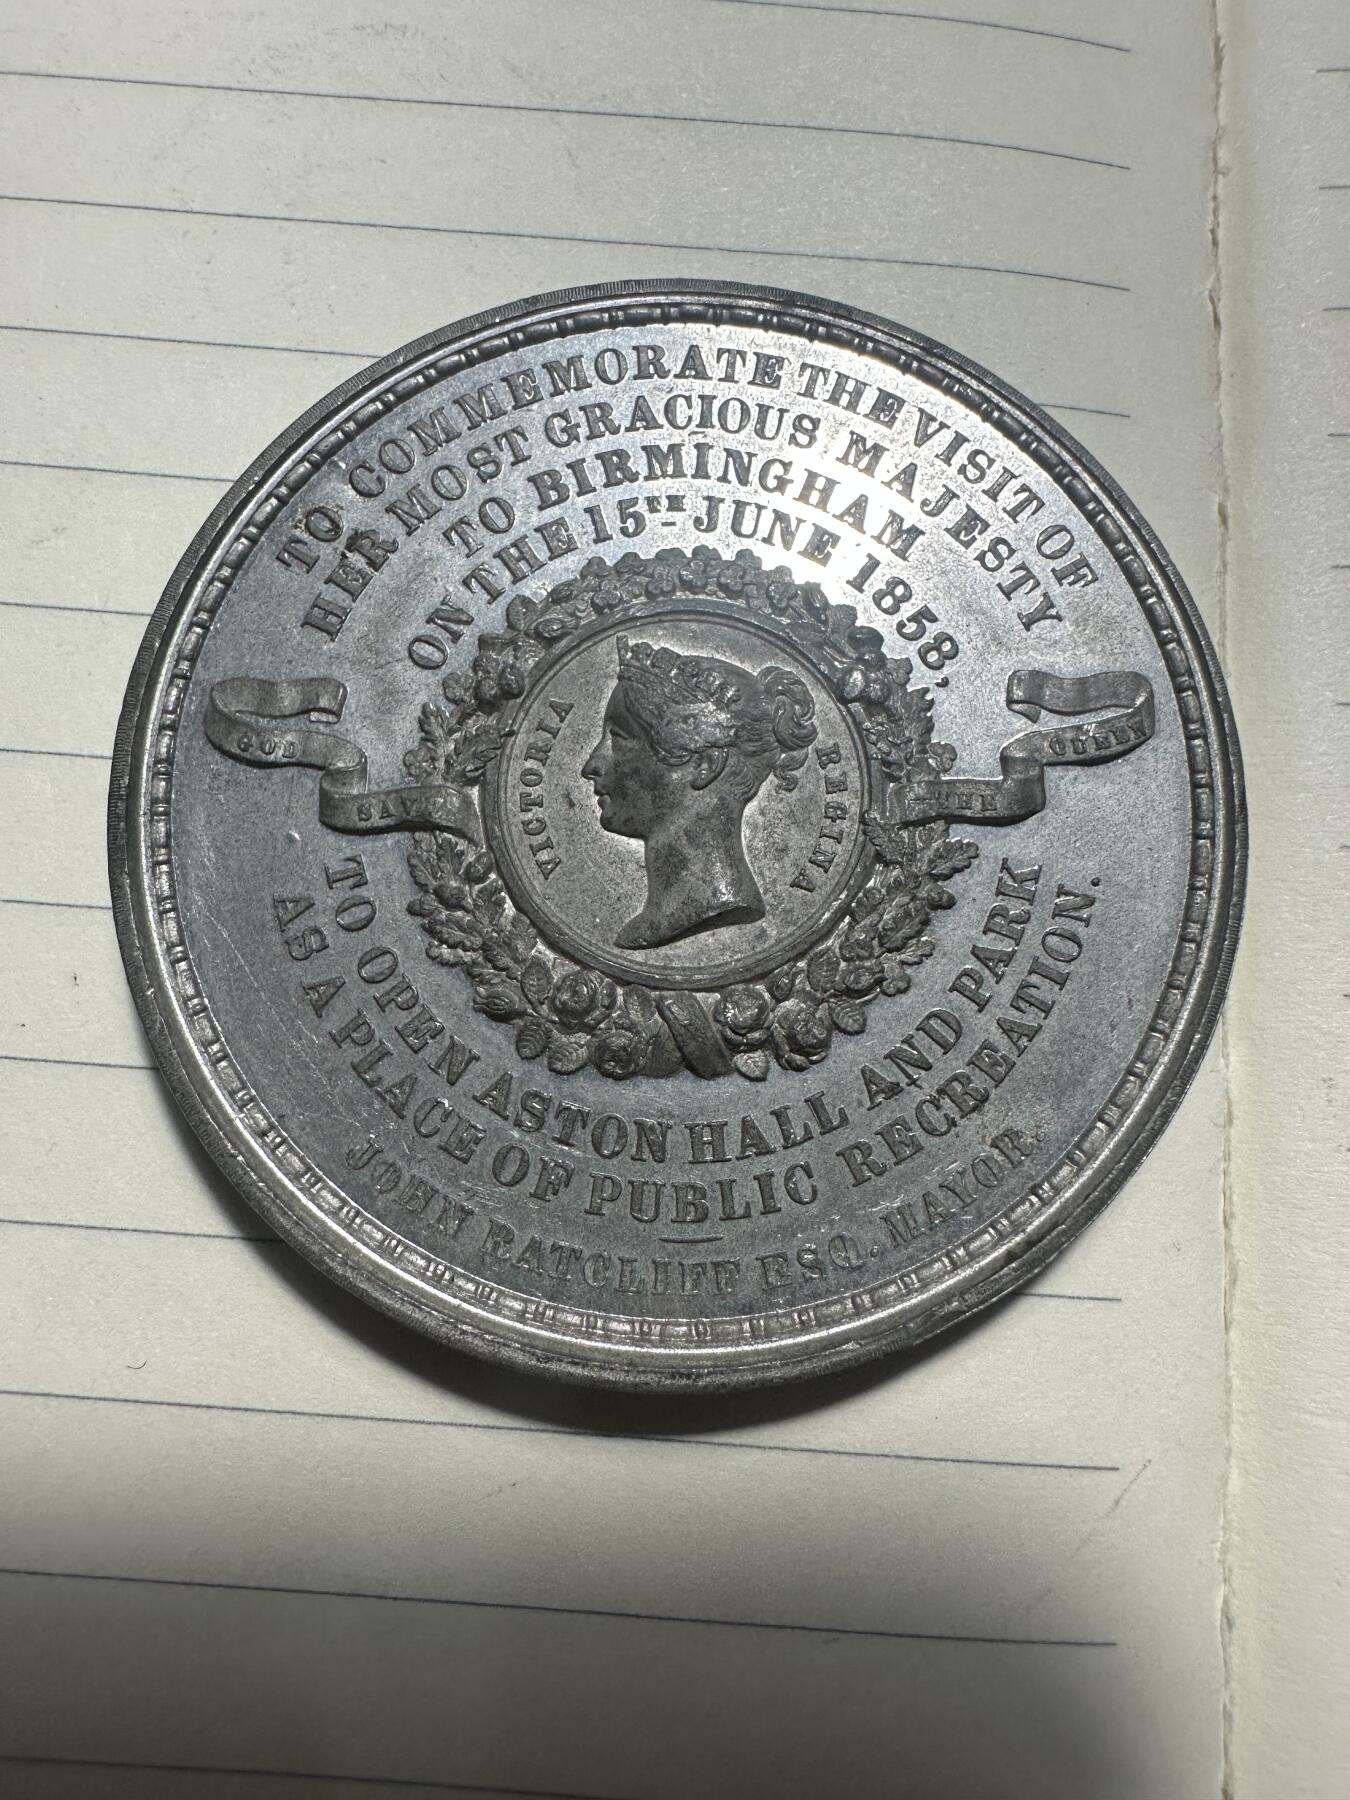 TO COMMEMORATE THE VISIT OF
HER MOST GRACIOUS MAJESTY
TO BIRMINGHAM
ON THE 15TH JUNE 1858,
GOD SAVE THE QUEEN
VICTORIA REGINA
TO OPEN ASTON HALL AND PARK
AS A PLACE OF PUBLIC RECREATION.
JOHN RATCLIFF ESQ. MAYOR.